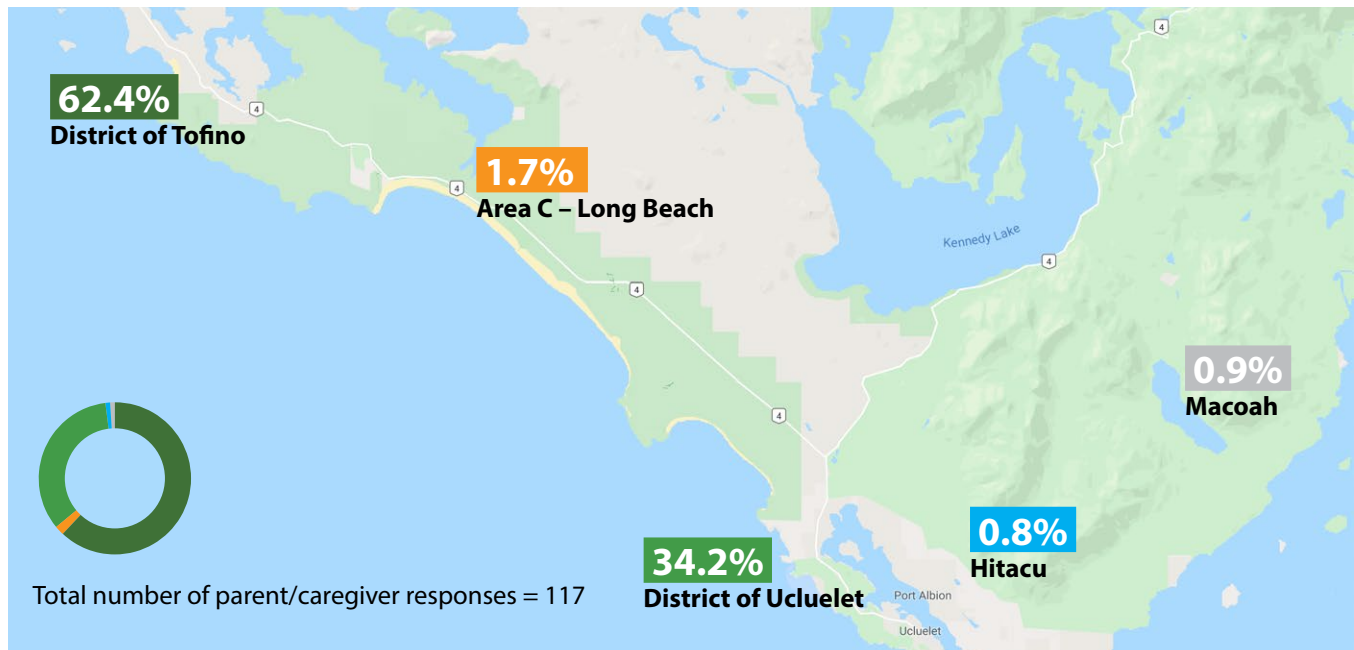 4
62.4%
District of Tofino
4
1.7%
4
Area C – Long Beach
Kennedy Lake
4
4
0.9%
Macoah
4
0.8%
Hitacu
34.2%
District of Ucluelet
Port Albion
Ucluelet
Total number of parent/caregiver responses = 117